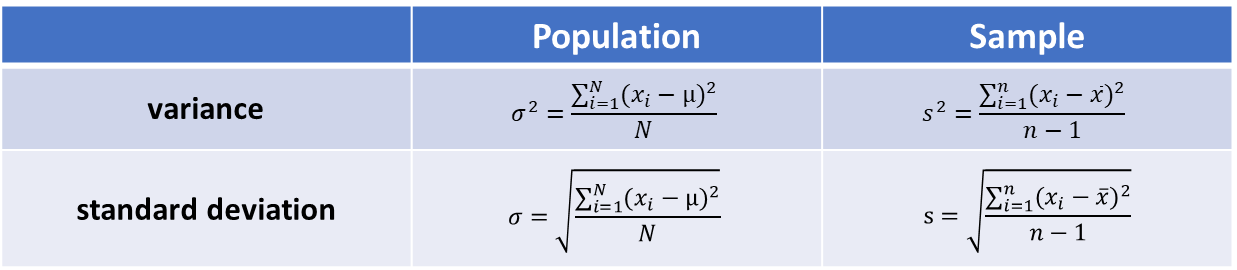 Population Sample
variance σ² = ∑ᵢ₌₁ᴺ(xᵢ − μ)² / N s² = ∑ᵢ₌₁ⁿ(xᵢ − x̄)² / n − 1
standard deviation σ = √(∑ᵢ₌₁ᴺ(xᵢ − μ)² / N) s = √(∑ᵢ₌₁ⁿ(xᵢ − x̄)² / n − 1)